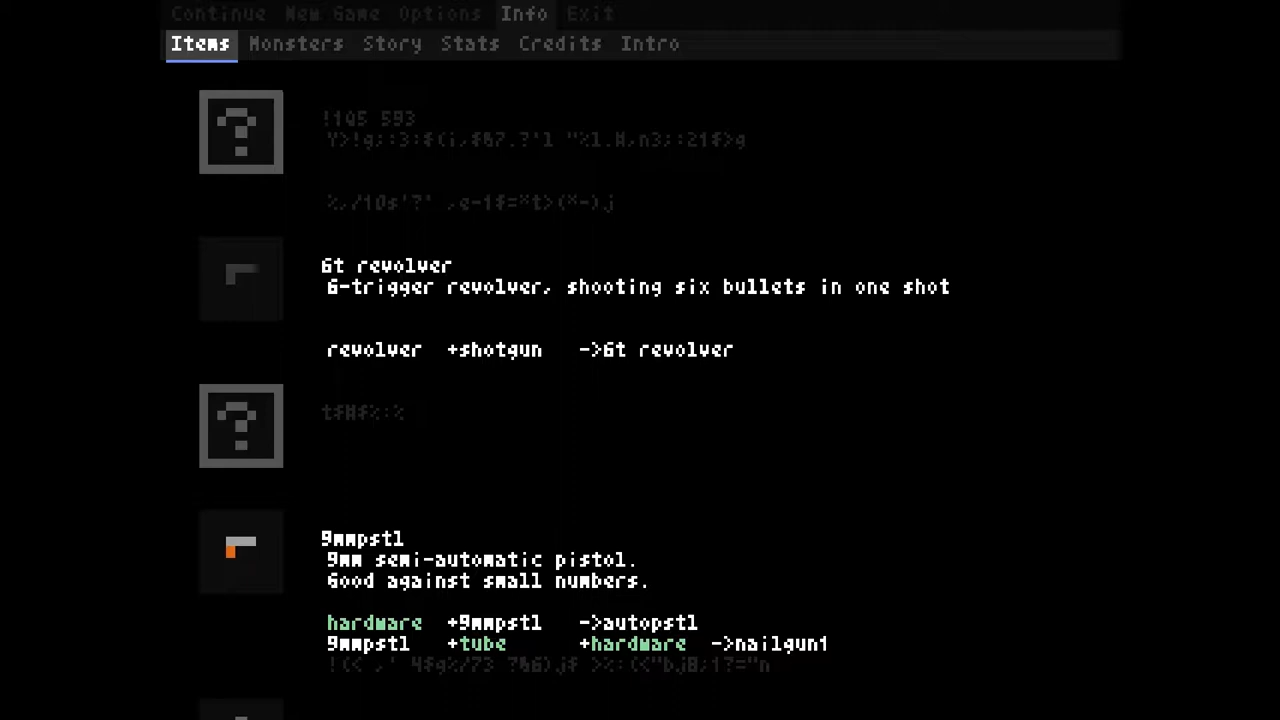 Continue New Game Options Info Exit
Items Monsters Story Stats Credits Intro
6t revolver
6-trigger revolver, shooting six bullets in one shot
revolver +shotgun ->6t revolver
9mmpstl
9mm semi-automatic pistol.
Good against small numbers.
hardware +9mmpstl ->autopstl
9mmpstl +tube +hardware ->nailgun1